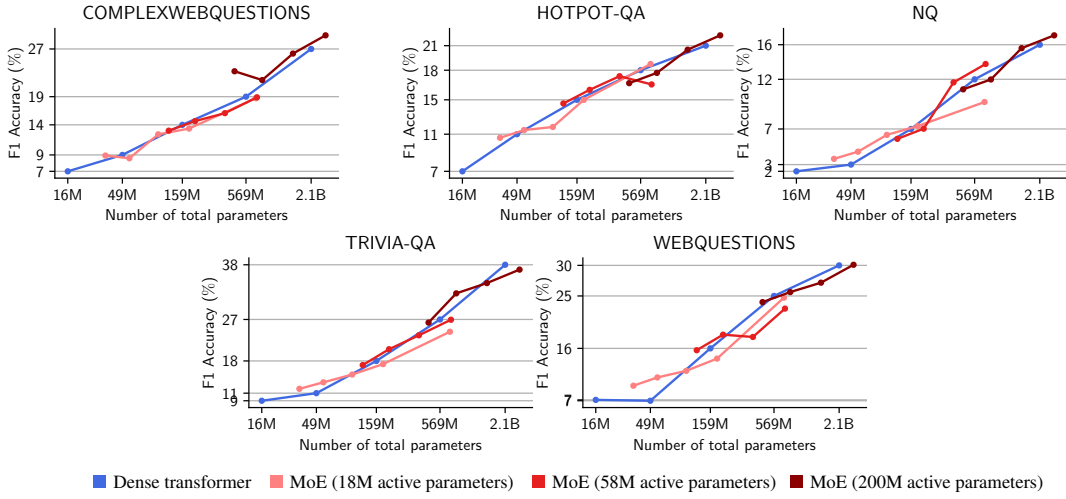 COMPLEXWEBQUESTIONS
F1 Accuracy (%)
27
19
14
9
7
16M 49M 159M 569M 2.1B
Number of total parameters
HOTPOT-QA
F1 Accuracy (%)
21
18
15
11
7
16M 49M 159M 569M 2.1B
Number of total parameters
NQ
F1 Accuracy (%)
16
12
7
3
2
16M 49M 159M 569M 2.1B
Number of total parameters
TRIVIA-QA
F1 Accuracy (%)
38
27
18
11
9
16M 49M 159M 569M 2.1B
Number of total parameters
WEBQUESTIONS
F1 Accuracy (%)
30
25
16
7
16M 49M 159M 569M 2.1B
Number of total parameters
Dense transformer MoE (18M active parameters) MoE (58M active parameters) MoE (200M active parameters)